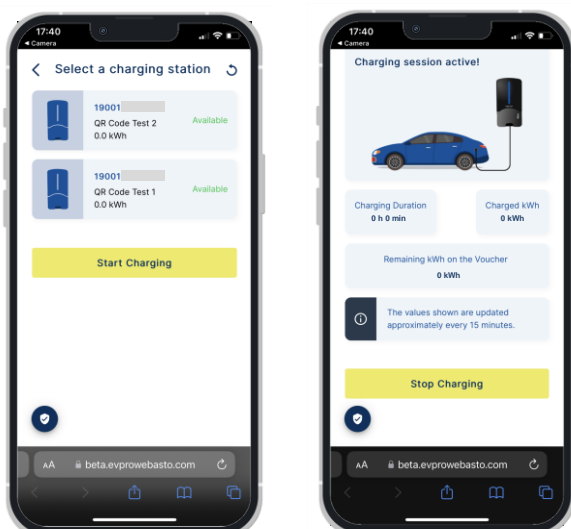 17:40
Camera
Select a charging station
19001
QR Code Test 2
0.0 kWh
Available
19001
QR Code Test 1
0.0 kWh
Available
Start Charging
AA
beta.evprowebasto.com
17:40
Camera
Charging session active!
Charging Duration
0 h 0 min
Charged kWh
0 kWh
Remaining kWh on the Voucher
0 kWh
The values shown are updated
approximately every 15 minutes.
Stop Charging
AA
beta.evprowebasto.com